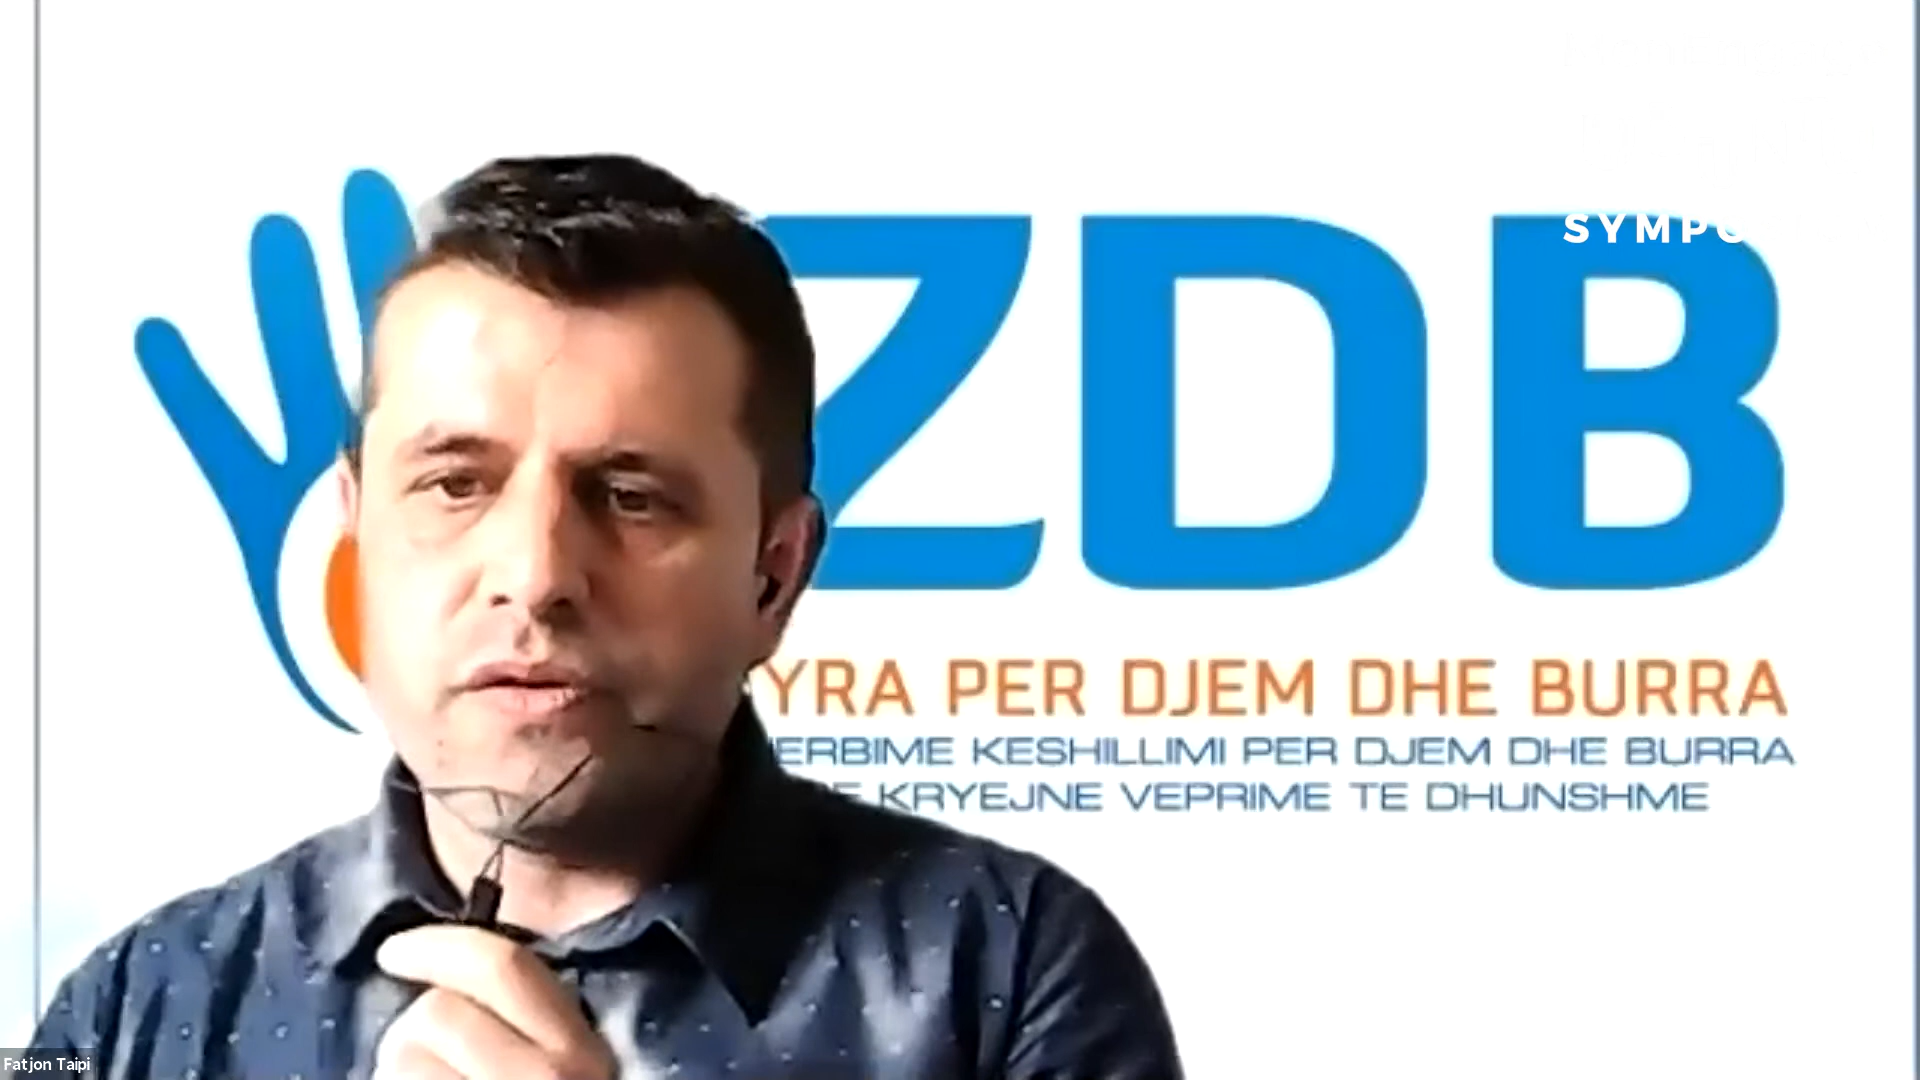 SYMPO
ZDB
YRA PER DJEM DHE BURRA
ERBIME KESHILLIMI PER DJEM DHE BURRA
E KRYEJNE VEPRIME TE DHUNSHME
Fatjon Taipi